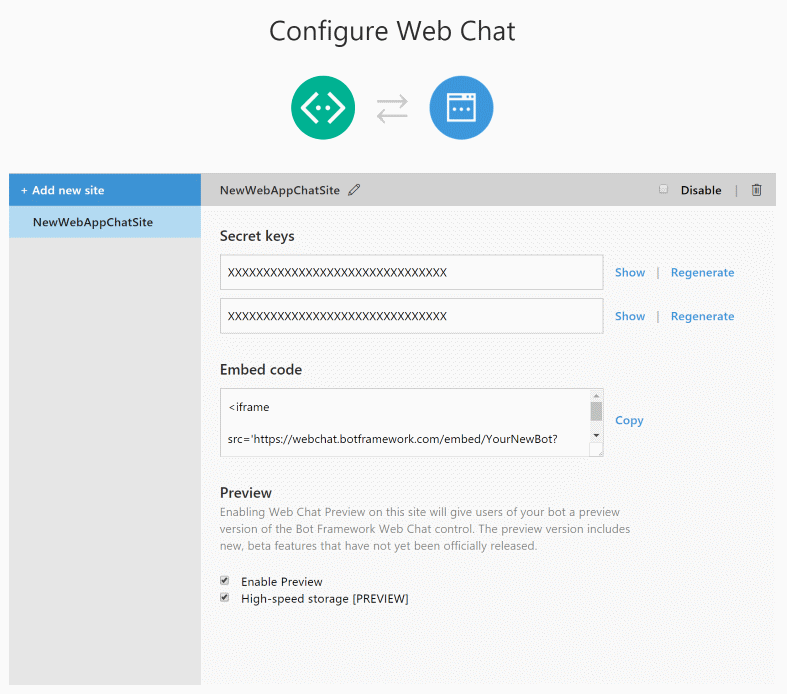 Configure Web Chat
+ Add new site
NewWebAppChatSite
NewWebAppChatSite
Disable |
Secret keys
XXXXXXXXXXXXXXXXXXXXXXXXXXXXXXX Show | Regenerate
XXXXXXXXXXXXXXXXXXXXXXXXXXXXXXX Show | Regenerate
Embed code
<iframe
src='https://webchat.botframework.com/embed/YourNewBot?
Copy
Preview
Enabling Web Chat Preview on this site will give users of your bot a preview
version of the Bot Framework Web Chat control. The preview version includes
new, beta features that have not yet been officially released.
Enable Preview
High-speed storage [PREVIEW]